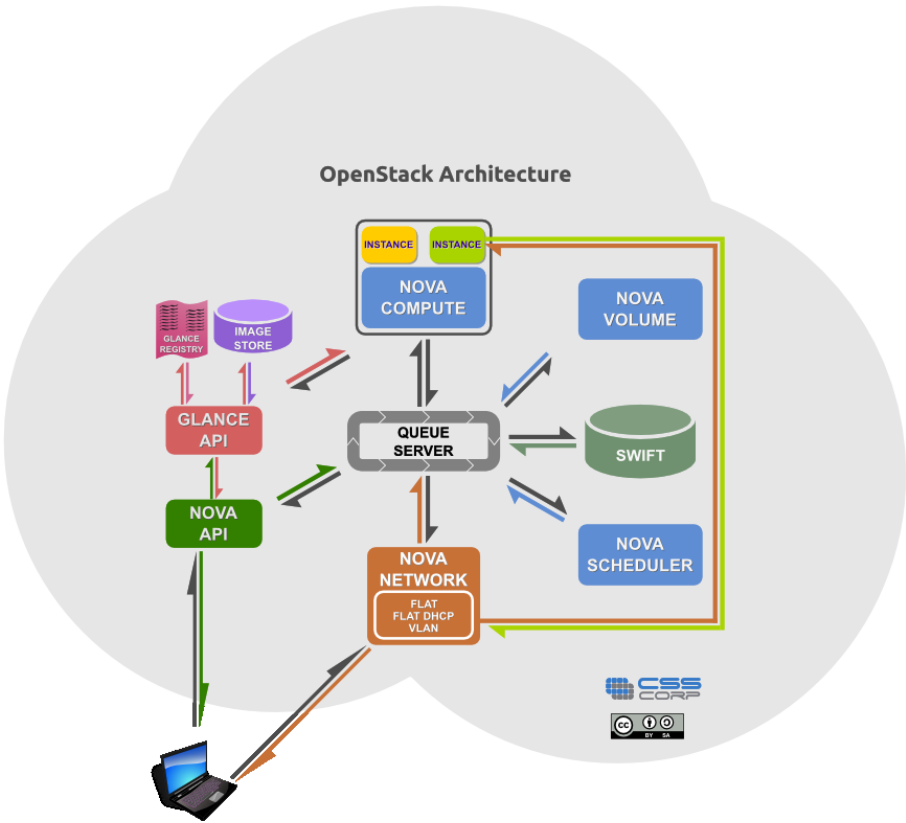 OpenStack Architecture
INSTANCE
INSTANCE
NOVA
COMPUTE
NOVA
VOLUME
GLANCE
REGISTRY
IMAGE
STORE
GLANCE
API
QUEUE
SERVER
SWIFT
NOVA
API
NOVA
SCHEDULER
NOVA
NETWORK
FLAT
FLAT DHCP
VLAN
CSS
CORP
cc
BY SA